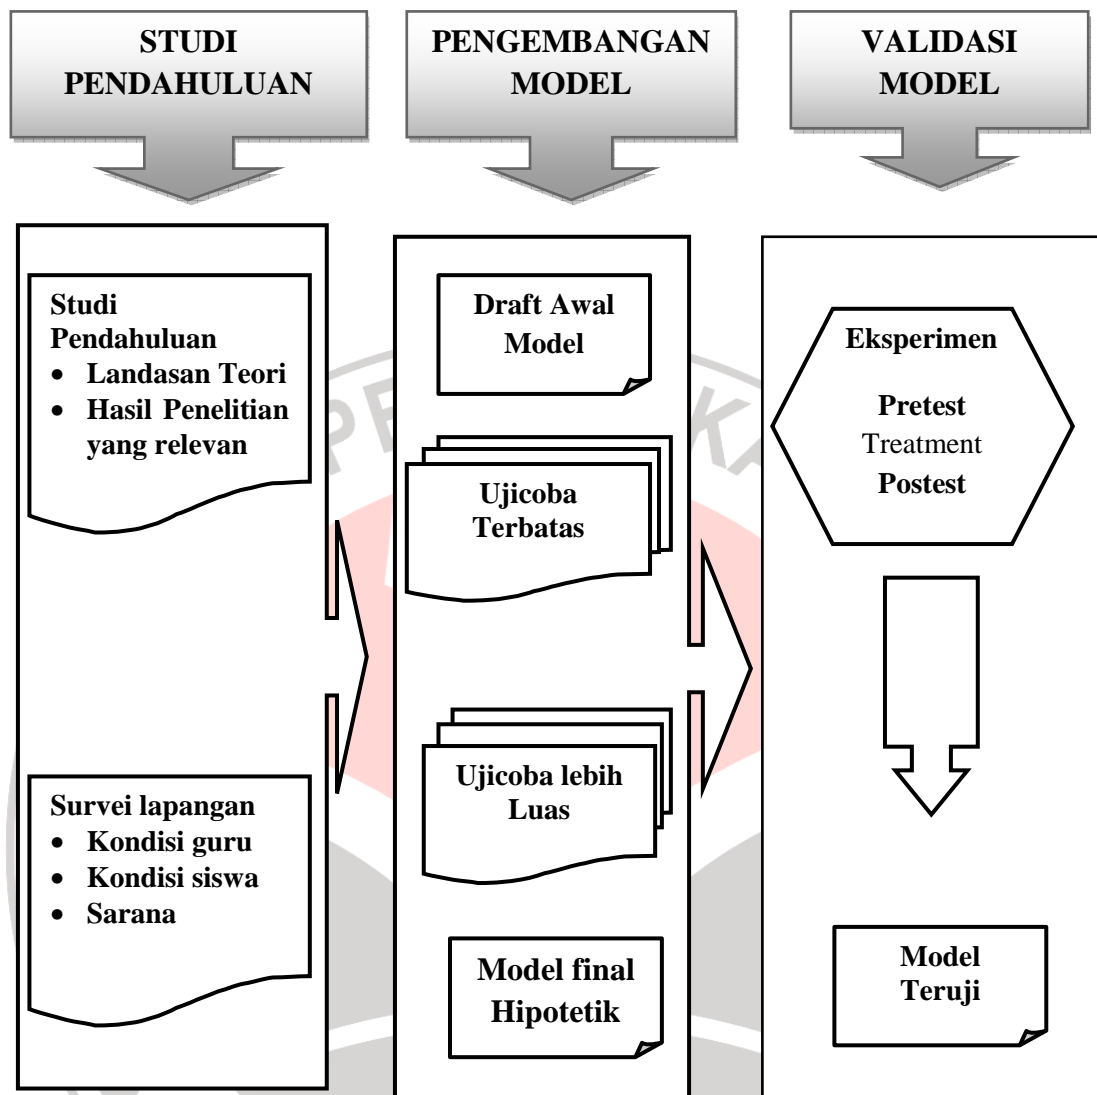 STUDI
PENDAHULUAN
PENGEMBANGAN
MODEL
VALIDASI
MODEL
Studi
Pendahuluan
• Landasan Teori
• Hasil Penelitian
yang relevan
Survei lapangan
• Kondisi guru
• Kondisi siswa
• Sarana
Draft Awal
Model
Ujicoba
Terbatas
Ujicoba lebih
Luas
Model final
Hipotetik
Eksperimen
Pretest
Treatment
Postest
Model
Teruji